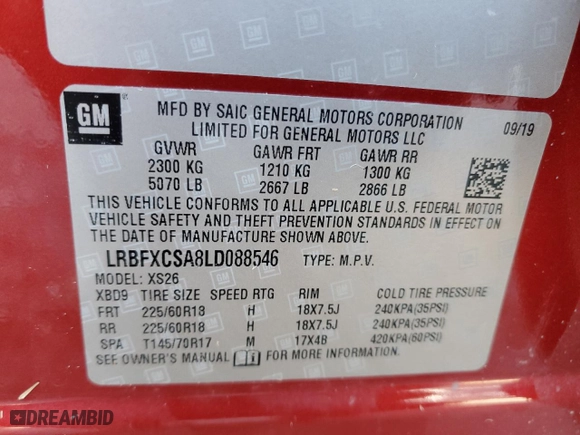 GM
MFD BY SAIC GENERAL MOTORS CORPORATION
LIMITED FOR GENERAL MOTORS LLC
09/19
GVWR GAWR FRT GAWR RR
2300 KG 1210 KG 1300 KG
5070 LB 2667 LB 2866 LB
THIS VEHICLE CONFORMS TO ALL APPLICABLE U.S. FEDERAL MOTOR
VEHICLE SAFETY AND THEFT PREVENTION STANDARDS IN EFFECT ON
THE DATE OF MANUFACTURE SHOWN ABOVE.
LRBFXCSA8LD088546 TYPE: M.P.V.
MODEL: XS26
XBD9 TIRE SIZE SPEED RTG RIM COLD TIRE PRESSURE
FRT 225/60R18 H 18X7.5J 240KPA(35PSI)
RR 225/60R18 H 18X7.5J 240KPA(35PSI)
SPA T145/70R17 M 17X4B 420KPA(60PSI)
SEE OWNER'S MANUAL FOR MORE INFORMATION.
DREAMBID